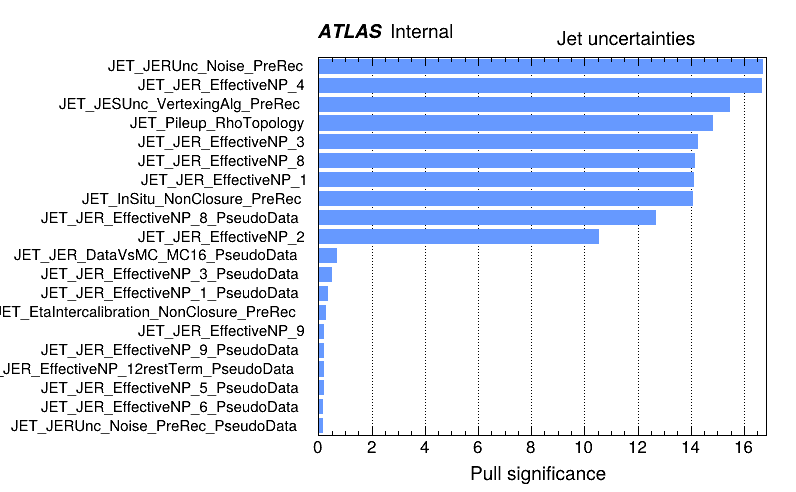 ATLAS Internal
Jet uncertainties
JET_JERUnc_Noise_PreRec
JET_JER_EffectiveNP_4
JET_JESUnc_VertexingAlg_PreRec
JET_Pileup_RhoTopology
JET_JER_EffectiveNP_3
JET_JER_EffectiveNP_8
JET_JER_EffectiveNP_1
JET_InSitu_NonClosure_PreRec
JET_JER_EffectiveNP_8_PseudoData
JET_JER_EffectiveNP_2
JET_JER_DataVsMC_MC16_PseudoData
JET_JER_EffectiveNP_3_PseudoData
JET_JER_EffectiveNP_1_PseudoData
JET_EtaIntercalibration_NonClosure_PreRec
JET_JER_EffectiveNP_9
JET_JER_EffectiveNP_9_PseudoData
_JER_EffectiveNP_12restTerm_PseudoData
JET_JER_EffectiveNP_5_PseudoData
JET_JER_EffectiveNP_6_PseudoData
JET_JERUnc_Noise_PreRec_PseudoData
0 2 4 6 8 10 12 14 16
Pull significance